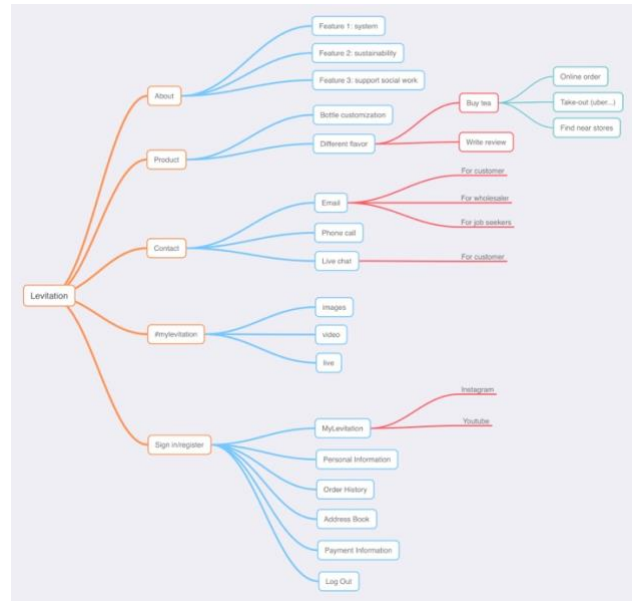 Levitation
About
Feature 1: system
Feature 2: sustainability
Feature 3: support social work
Product
Bottle customization
Different flavor
Buy tea
Online order
Take-out (uber...)
Find near stores
Write review
Contact
Email
For customer
For wholesaler
For job seekers
Phone call
Live chat
For customer
#mylevitation
images
video
live
Sign in/register
MyLevitation
Instagram
Youtube
Personal Information
Order History
Address Book
Payment Information
Log Out